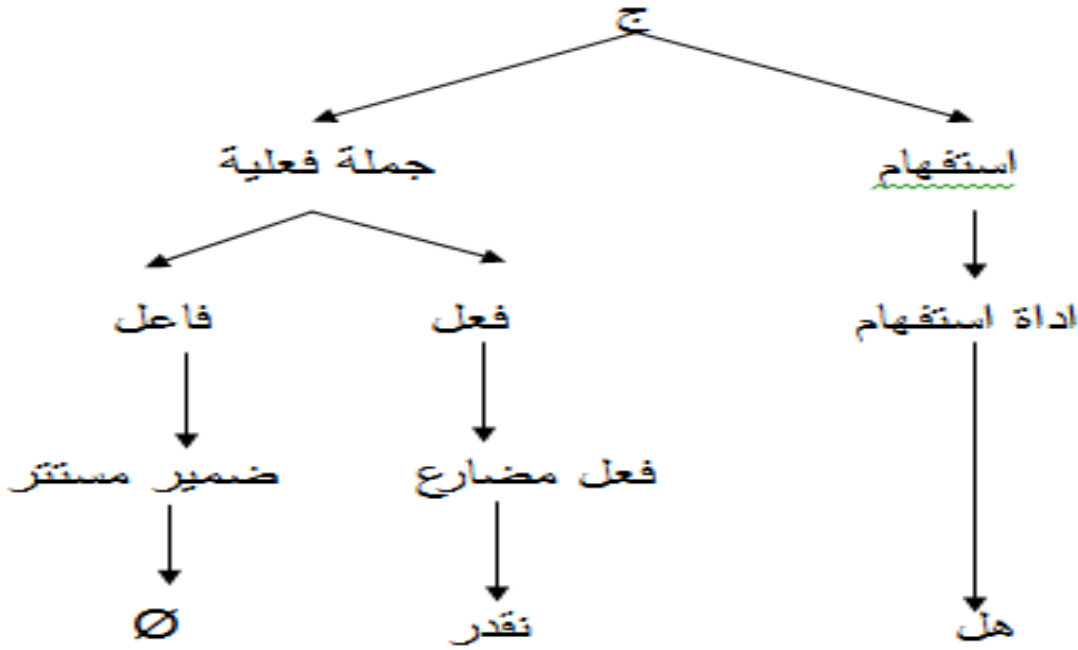 ج
استفهام جملة فعلية
اداة استفهام فعل فاعل
فعل مضارع ضمير مستتر
هل نقدر Ø